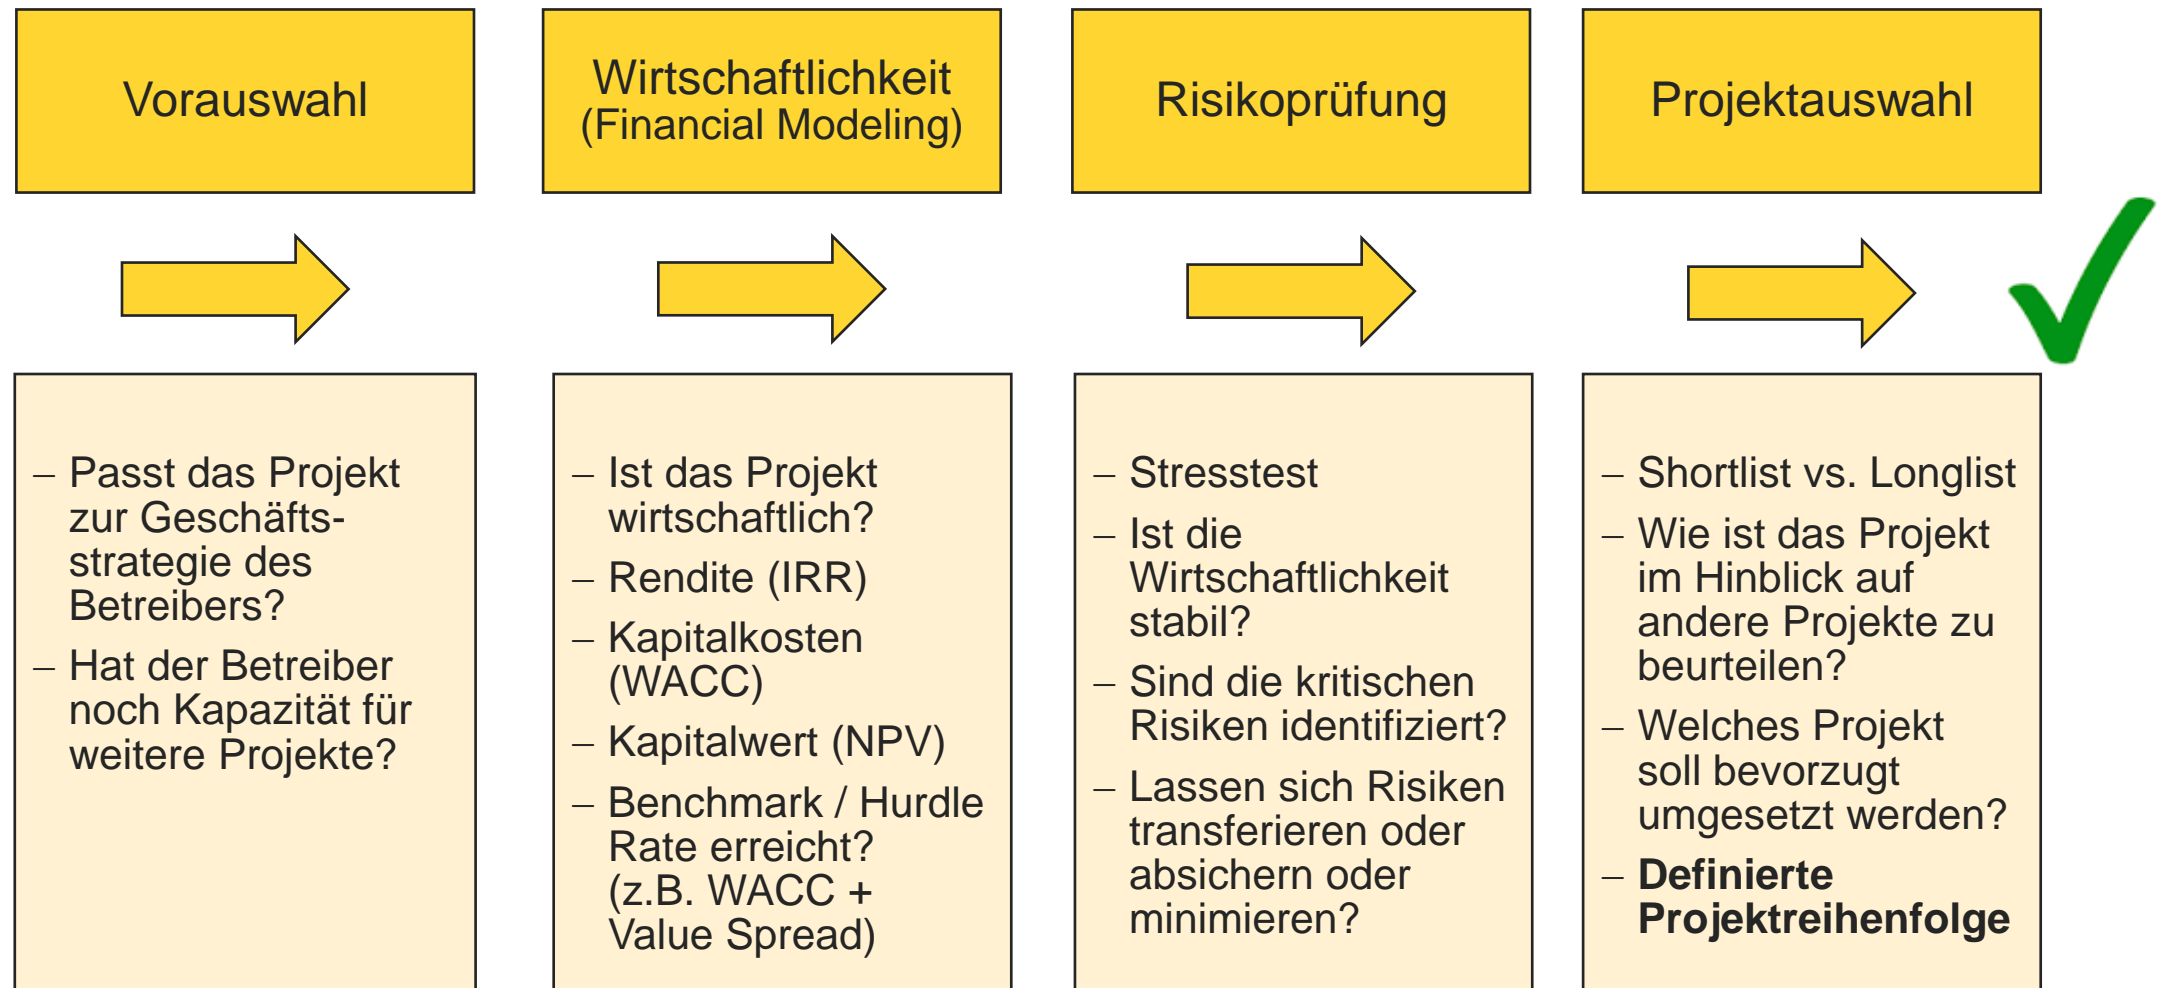 Vorauswahl
Wirtschaftlichkeit
(Financial Modeling)
Risikoprüfung
Projektauswahl
– Passt das Projekt
zur Geschäfts-
strategie des
Betreibers?
– Hat der Betreiber
noch Kapazität für
weitere Projekte?
– Ist das Projekt
wirtschaftlich?
– Rendite (IRR)
– Kapitalkosten
(WACC)
– Kapitalwert (NPV)
– Benchmark / Hurdle
Rate erreicht?
(z.B. WACC +
Value Spread)
– Stresstest
– Ist die
Wirtschaftlichkeit
stabil?
– Sind die kritischen
Risiken identifiziert?
– Lassen sich Risiken
transferieren oder
absichern oder
minimieren?
– Shortlist vs. Longlist
– Wie ist das Projekt
im Hinblick auf
andere Projekte zu
beurteilen?
– Welches Projekt
soll bevorzugt
umgesetzt werden?
– Definierte
Projektreihenfolge